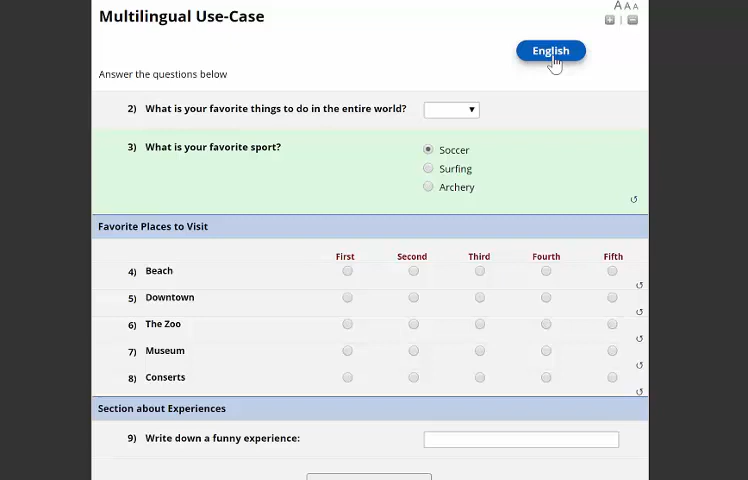 Multilingual Use-Case
A A A
English
Answer the questions below
2) What is your favorite things to do in the entire world?
3) What is your favorite sport?
Soccer
Surfing
Archery
Favorite Places to Visit
First Second Third Fourth Fifth
4) Beach
5) Downtown
6) The Zoo
7) Museum
8) Conserts
Section about Experiences
9) Write down a funny experience: